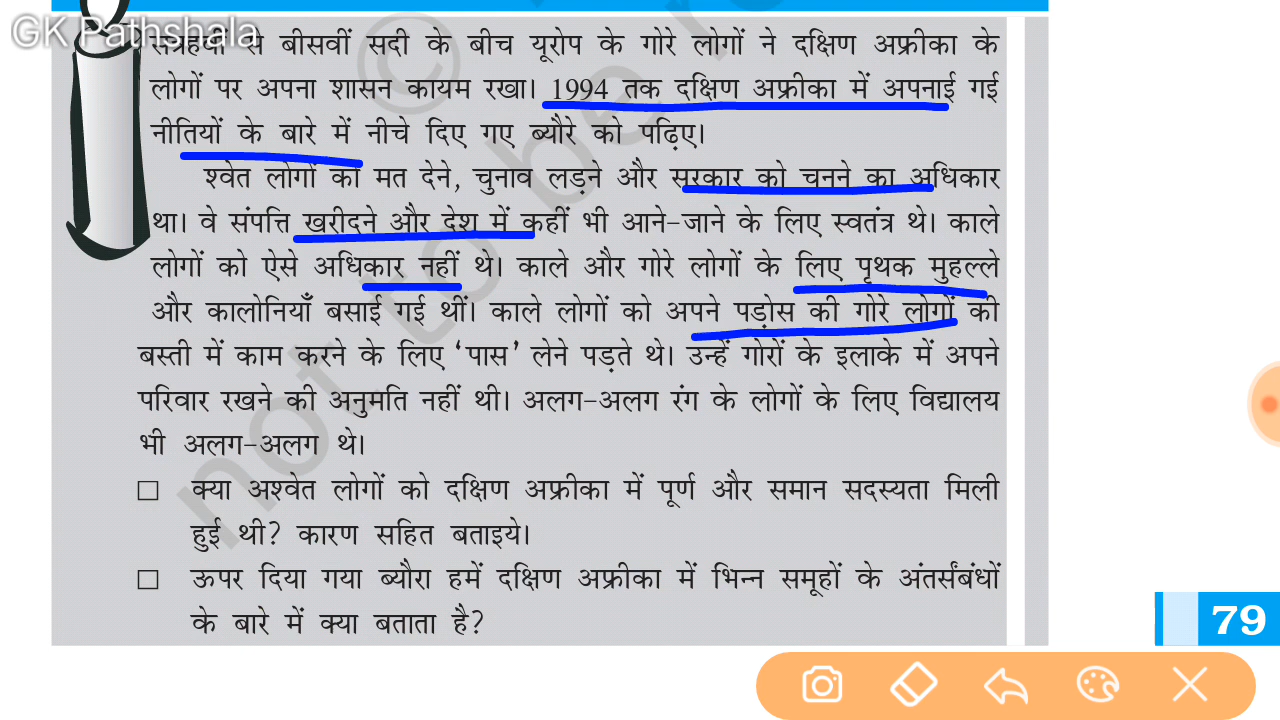 GK Pathshala
से बीसवीं सदी के बीच यूरोप के गोरे लोगों ने दक्षिण अफ्रीका के
लोगों पर अपना शासन कायम रखा। 1994 तक दक्षिण अफ्रीका में अपनाई गई
नीतियों के बारे में नीचे दिए गए ब्यौरे को पढ़िए।
श्वेत लोगों को मत देने, चुनाव लड़ने और सरकार को चुनने का अधिकार
था। वे संपत्ति खरीदने और देश में कहीं भी आने-जाने के लिए स्वतंत्र थे। काले
लोगों को ऐसे अधिकार नहीं थे। काले और गोरे लोगों के लिए पृथक मुहल्ले
और कालोनियाँ बसाई गई थीं। काले लोगों को अपने पड़ोस की गोरे लोगों की
बस्ती में काम करने के लिए ‘पास’ लेने पड़ते थे। उन्हें गोरों के इलाके में अपने
परिवार रखने की अनुमति नहीं थी। अलग-अलग रंग के लोगों के लिए विद्यालय
भी अलग-अलग थे।
□ क्या अश्वेत लोगों को दक्षिण अफ्रीका में पूर्ण और समान सदस्यता मिली
हुई थी? कारण सहित बताइये।
□ ऊपर दिया गया ब्यौरा हमें दक्षिण अफ्रीका में भिन्न समूहों के अंतर्संबंधों
के बारे में क्या बताता है?
79
© not to be r